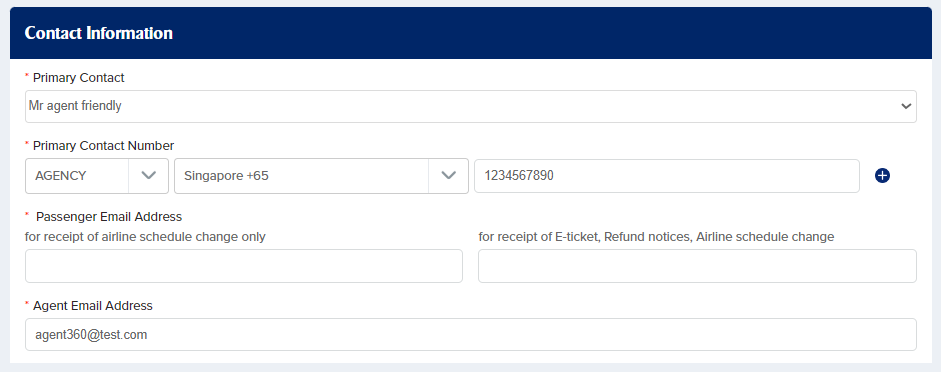 Contact Information
* Primary Contact
Mr agent friendly
* Primary Contact Number
AGENCY Singapore +65 1234567890
* Passenger Email Address
for receipt of airline schedule change only for receipt of E-ticket, Refund notices, Airline schedule change
* Agent Email Address
agent360@test.com